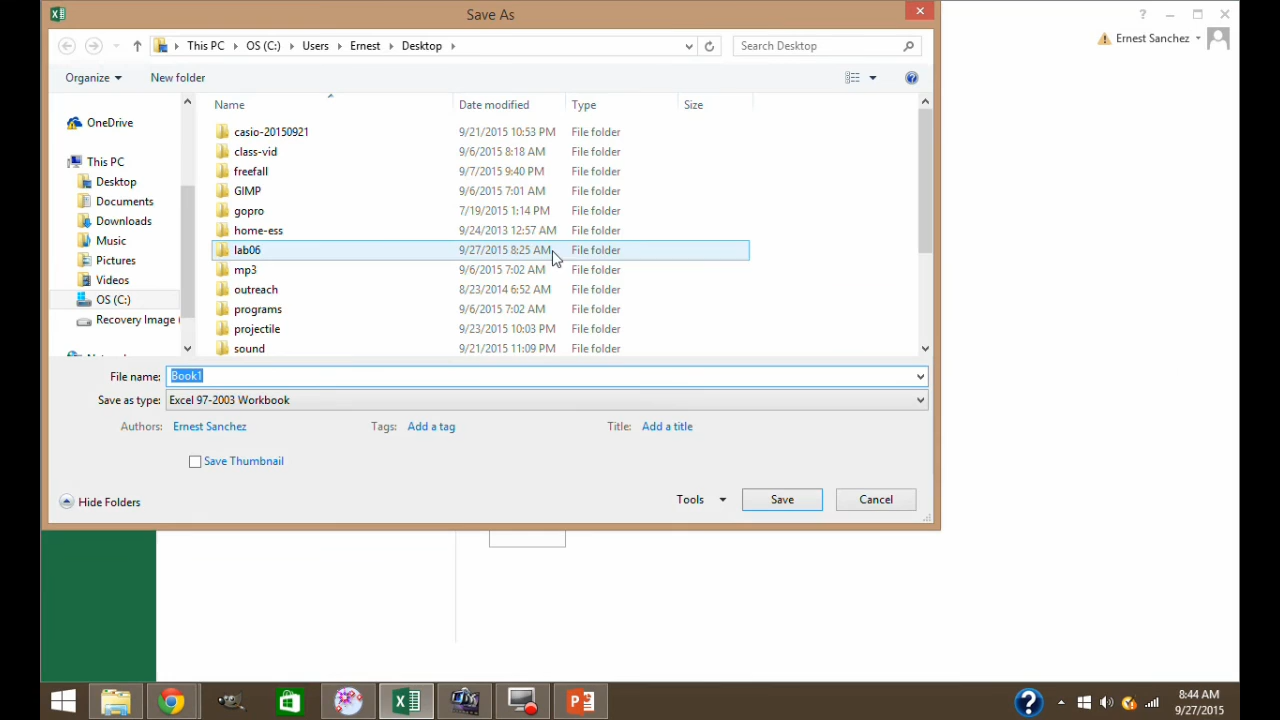 Save As
This PC OS (C:) Users Ernest Desktop Search Desktop
Ernest Sanchez
Organize New folder
Name Date modified Type Size
OneDrive
This PC
Desktop
Documents
Downloads
Music
Pictures
Videos
OS (C:)
Recovery Image (
casio-20150921 9/21/2015 10:53 PM File folder
class-vid 9/6/2015 8:18 AM File folder
freefall 9/7/2015 9:40 PM File folder
GIMP 9/6/2015 7:01 AM File folder
gopro 7/19/2015 1:14 PM File folder
home-ess 9/24/2013 12:57 AM File folder
lab06 9/27/2015 8:25 AM File folder
mp3 9/6/2015 7:02 AM File folder
outreach 8/23/2014 6:52 AM File folder
programs 9/6/2015 7:02 AM File folder
projectile 9/23/2015 10:03 PM File folder
sound 9/21/2015 11:09 PM File folder
File name: Book1
Save as type: Excel 97-2003 Workbook
Authors: Ernest Sanchez Tags: Add a tag Title: Add a title
Save Thumbnail
Hide Folders Tools Save Cancel
8:44 AM
9/27/2015